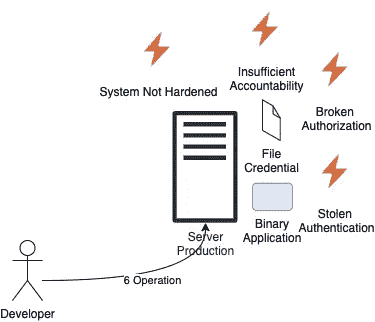 Insufficient
Accountability
System Not Hardened
Broken
Authorization
File
Credential
Stolen
Authentication
Binary
Application
Server
Production
6 Operation
Developer